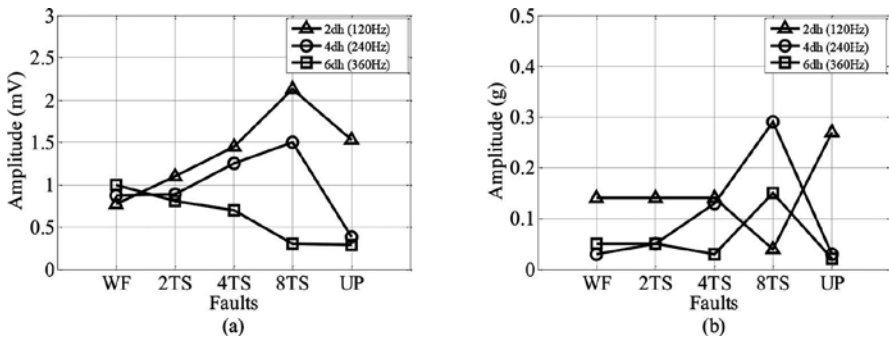 3
2.5
2
1.5
1
0.5
0
Amplitude (mV)
2dh (120Hz)
4dh (240Hz)
6dh (360Hz)
WF 2TS 4TS 8TS UP
Faults
(a)
0.5
0.4
0.3
0.2
0.1
0
Amplitude (g)
2dh (120Hz)
4dh (240Hz)
6dh (360Hz)
WF 2TS 4TS 8TS UP
Faults
(b)